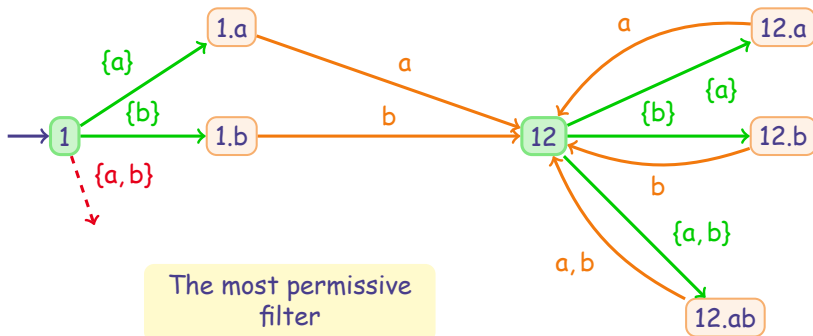 1.a
a
12.a
{a}
a
{a}
1
{b}
1.b
b
12
{b}
12.b
{a, b}
b
{a, b}
a, b
The most permissive
filter
12.ab